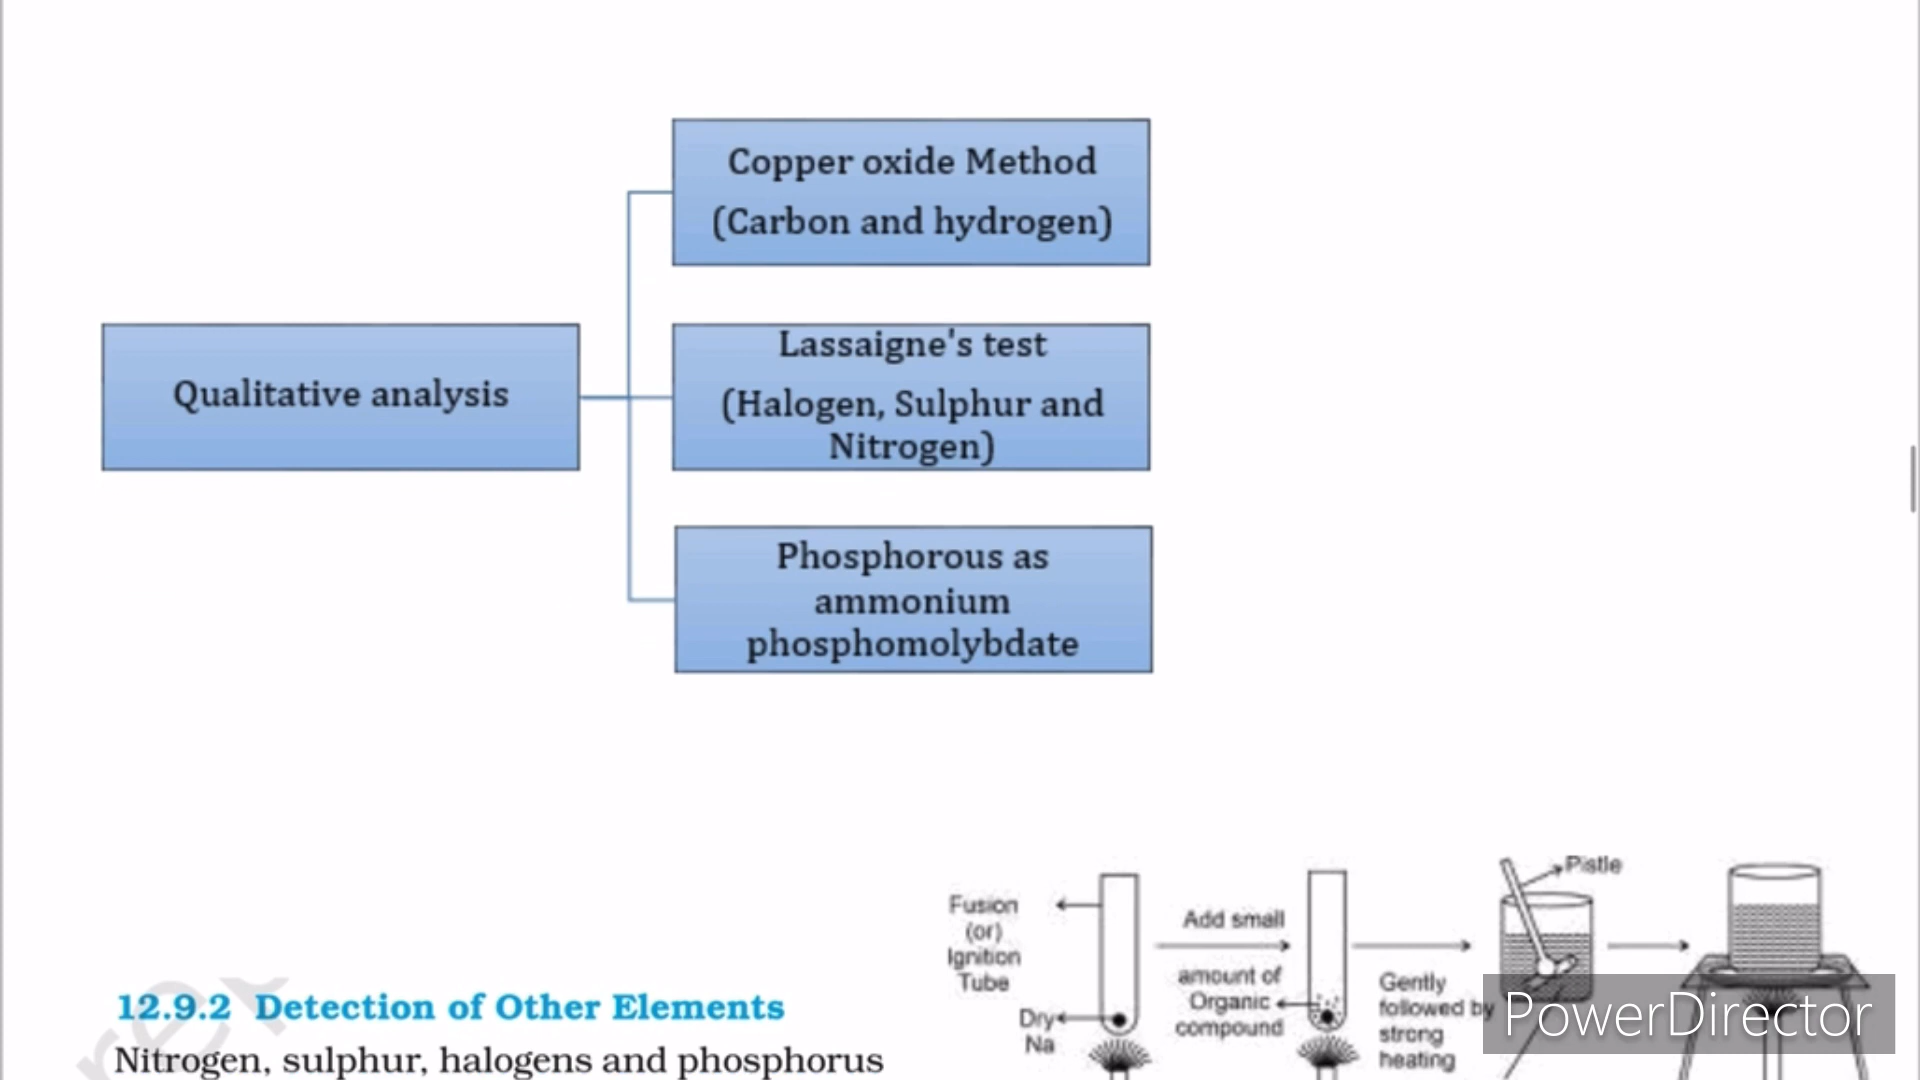 Copper oxide Method
(Carbon and hydrogen)
Qualitative analysis
Lassaigne's test
(Halogen, Sulphur and
Nitrogen)
Phosphorous as
ammonium
phosphomolybdate
12.9.2 Detection of Other Elements
Nitrogen, sulphur, halogens and phosphorus
Fusion
(or)
Ignition
Tube
Dry
Na
Add small
amount of
Organic
compound
Gently
followed by
strong
heating
Pistle
PowerDirector